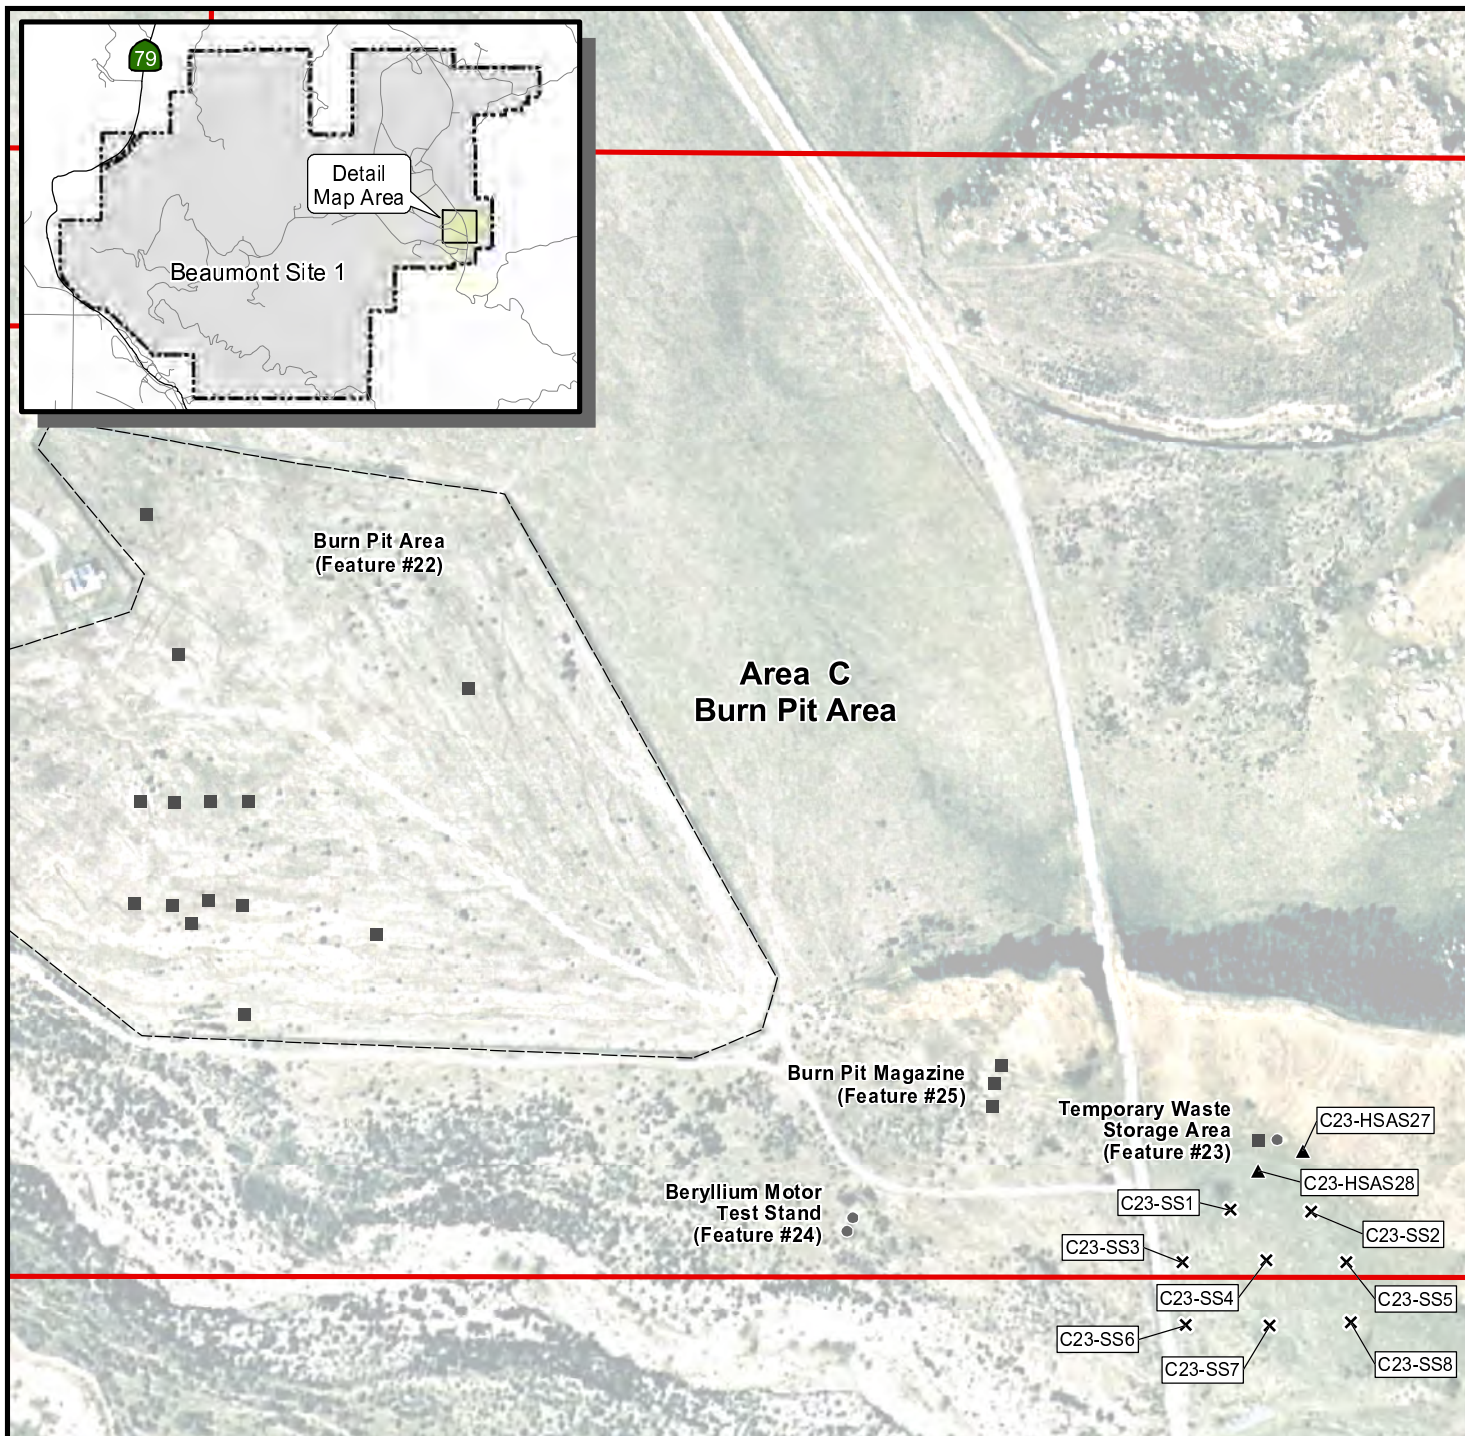 79
Detail
Map Area
Beaumont Site 1
Burn Pit Area
(Feature #22)
Area C
Burn Pit Area
Burn Pit Magazine
(Feature #25)
Temporary Waste
Storage Area
(Feature #23)
C23-HSAS27
C23-HSAS28
Beryllium Motor
Test Stand
(Feature #24)
C23-SS1
C23-SS2
C23-SS3
C23-SS4
C23-SS5
C23-SS6
C23-SS7
C23-SS8